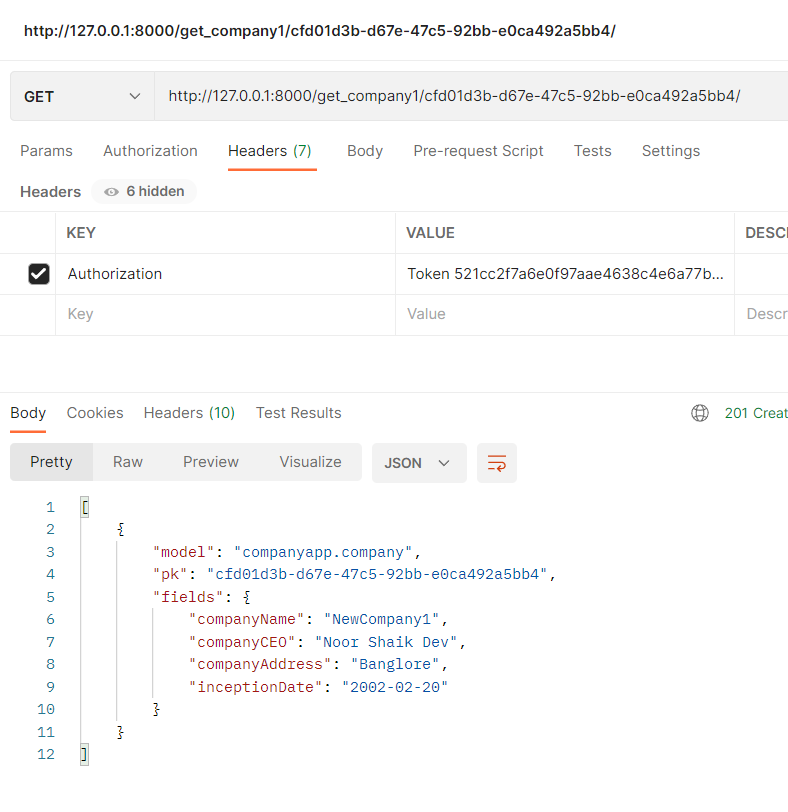 http://127.0.0.1:8000/get_company1/cfd01d3b-d67e-47c5-92bb-e0ca492a5bb4/
GET http://127.0.0.1:8000/get_company1/cfd01d3b-d67e-47c5-92bb-e0ca492a5bb4/
Params Authorization Headers (7) Body Pre-request Script Tests Settings
Headers 6 hidden
KEY VALUE DESCI
Authorization Token 521cc2f7a6e0f97aae4638c4e6a77b...
Key Value Descr
Body Cookies Headers (10) Test Results 201 Creat
Pretty Raw Preview Visualize JSON
1 [
2 {
3 "model": "companyapp.company",
4 "pk": "cfd01d3b-d67e-47c5-92bb-e0ca492a5bb4",
5 "fields": {
6 "companyName": "NewCompany1",
7 "companyCEO": "Noor Shaik Dev",
8 "companyAddress": "Banglore",
9 "inceptionDate": "2002-02-20"
10 }
11 }
12 ]